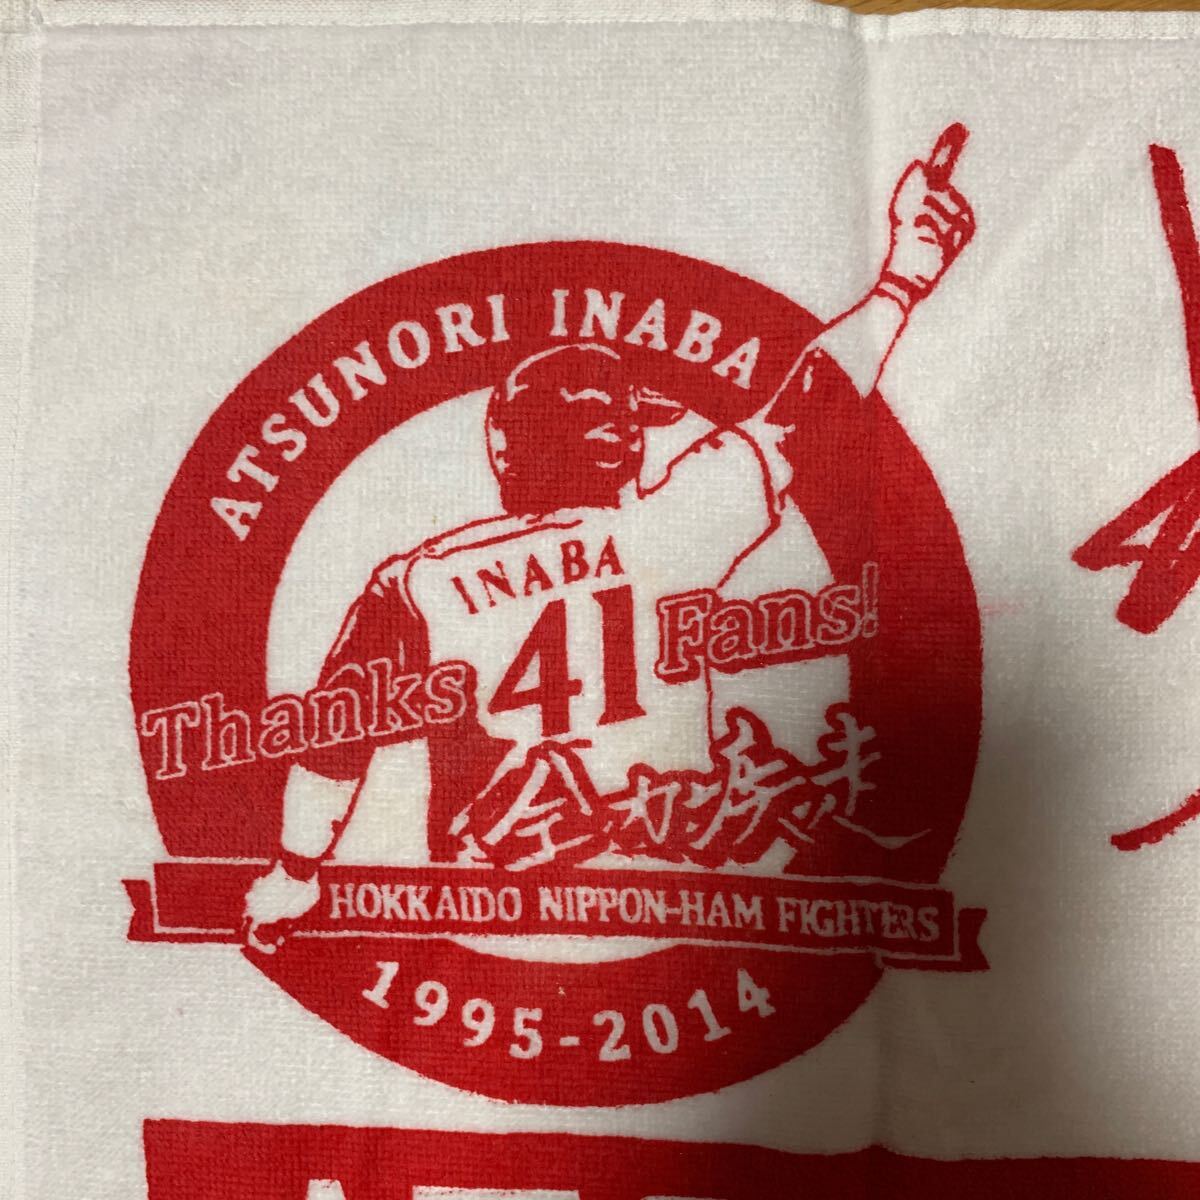 ATSUNORI INABA
INABA
41
Thanks Fans!
全力疾走
HOKKAIDO NIPPON-HAM FIGHTERS
1995-2014